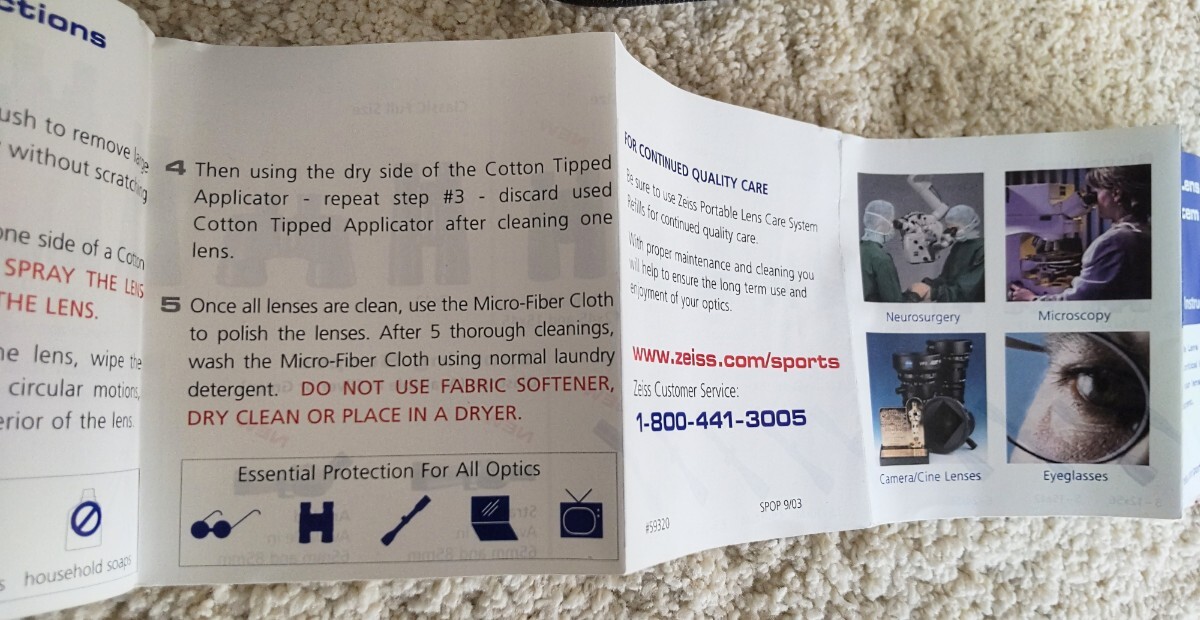 ctions
ush to remove large
without scratching
one side of a Cotton
SPRAY THE LENS
THE LENS.
he lens, wipe the
circular motions,
erior of the lens.
household soaps
4 Then using the dry side of the Cotton Tipped
Applicator - repeat step #3 - discard used
Cotton Tipped Applicator after cleaning one
lens.
5 Once all lenses are clean, use the Micro-Fiber Cloth
to polish the lenses. After 5 thorough cleanings,
wash the Micro-Fiber Cloth using normal laundry
detergent. DO NOT USE FABRIC SOFTENER,
DRY CLEAN OR PLACE IN A DRYER.
Essential Protection For All Optics
FOR CONTINUED QUALITY CARE
Be sure to use Zeiss Portable Lens Care System
Refills for continued quality care.
With proper maintenance and cleaning you
will help to ensure the long term use and
enjoyment of your optics.
www.zeiss.com/sports
Zeiss Customer Service:
1-800-441-3005
#59320
SPOP 9/03
Neurosurgery
Microscopy
Camera/Cine Lenses
Eyeglasses